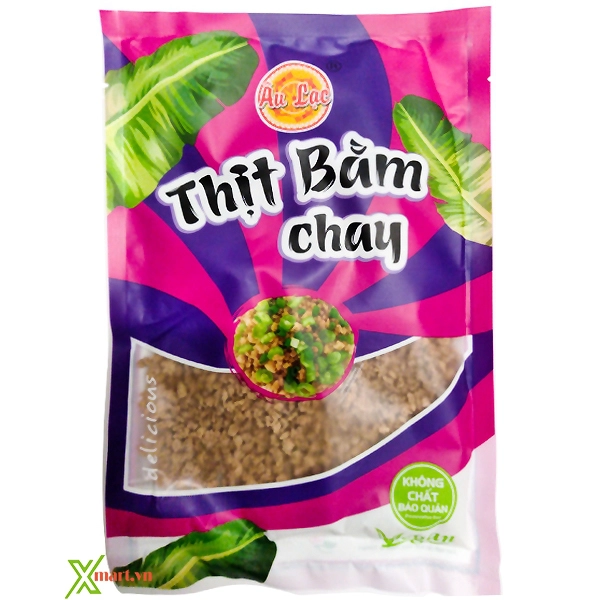 Âu Lạc
Thịt Bằm
chay
delicious
KHÔNG
CHẤT
BẢO QUẢN
Xmart.vn